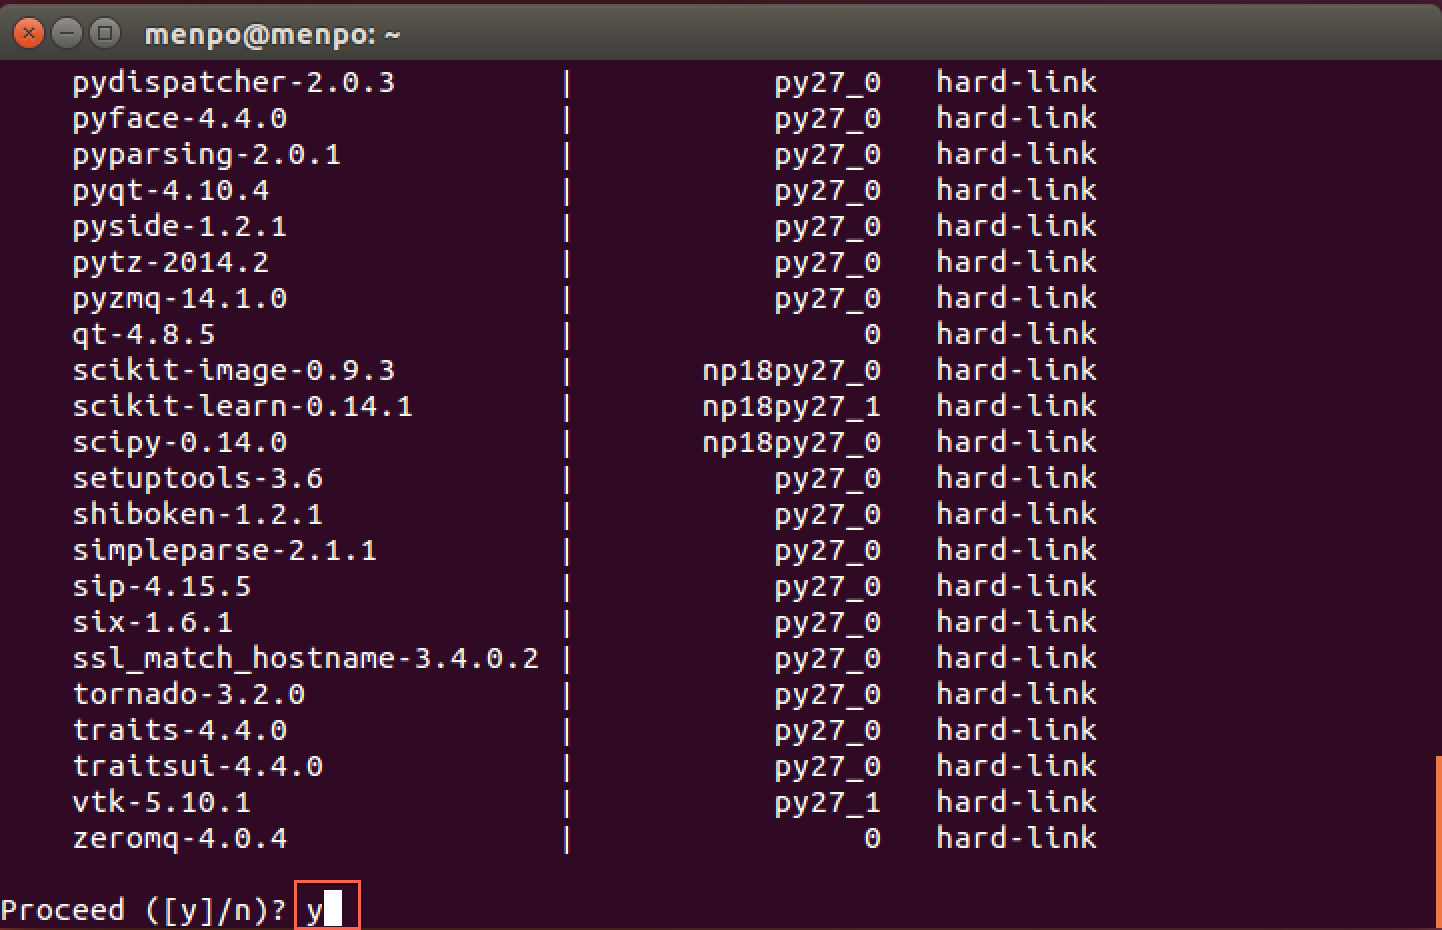 menpo@menpo: ~
pydispatcher-2.0.3 | py27_0 hard-link
pyface-4.4.0 | py27_0 hard-link
pyparsing-2.0.1 | py27_0 hard-link
pyqt-4.10.4 | py27_0 hard-link
pyside-1.2.1 | py27_0 hard-link
pytz-2014.2 | py27_0 hard-link
pyzmq-14.1.0 | py27_0 hard-link
qt-4.8.5 | 0 hard-link
scikit-image-0.9.3 | np18py27_0 hard-link
scikit-learn-0.14.1 | np18py27_1 hard-link
scipy-0.14.0 | np18py27_0 hard-link
setuptools-3.6 | py27_0 hard-link
shiboken-1.2.1 | py27_0 hard-link
simpleparse-2.1.1 | py27_0 hard-link
sip-4.15.5 | py27_0 hard-link
six-1.6.1 | py27_0 hard-link
ssl_match_hostname-3.4.0.2 | py27_0 hard-link
tornado-3.2.0 | py27_0 hard-link
traits-4.4.0 | py27_0 hard-link
traitsui-4.4.0 | py27_0 hard-link
vtk-5.10.1 | py27_1 hard-link
zeromq-4.0.4 | 0 hard-link
Proceed ([y]/n)? y